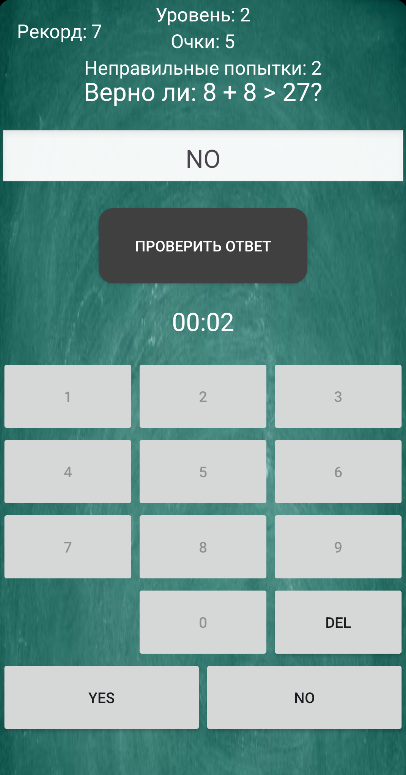 Уровень: 2
Рекорд: 7
Очки: 5
Неправильные попытки: 2
Верно ли: 8 + 8 > 27?
NO
ПРОВЕРИТЬ ОТВЕТ
00:02
1 2 3
4 5 6
7 8 9
0 DEL
YES NO